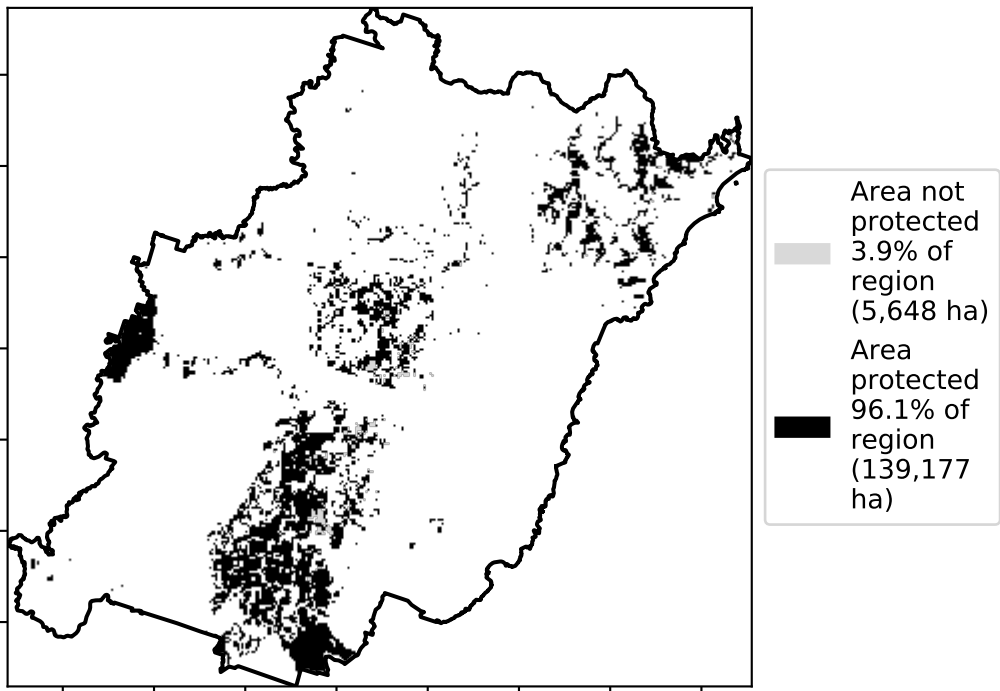 Area not
protected
3.9% of
region
(5,648 ha)
Area
protected
96.1% of
region
(139,177
ha)